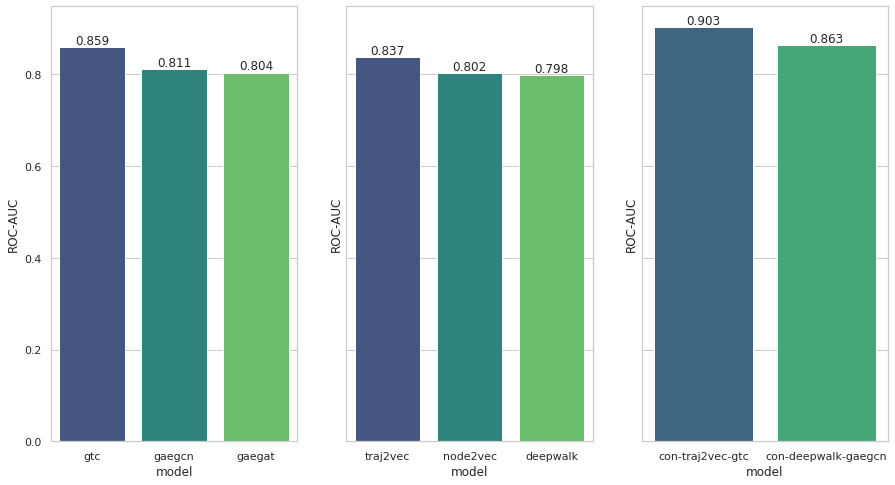 ROC-AUC
0.8
0.6
0.4
0.2
0.0
0.859
0.811
0.804
gtc gaegcn gaegat
model
ROC-AUC
0.837
0.802
0.798
traj2vec node2vec deepwalk
model
ROC-AUC
0.903
0.863
con-traj2vec-gtc con-deepwalk-gaegcn
model